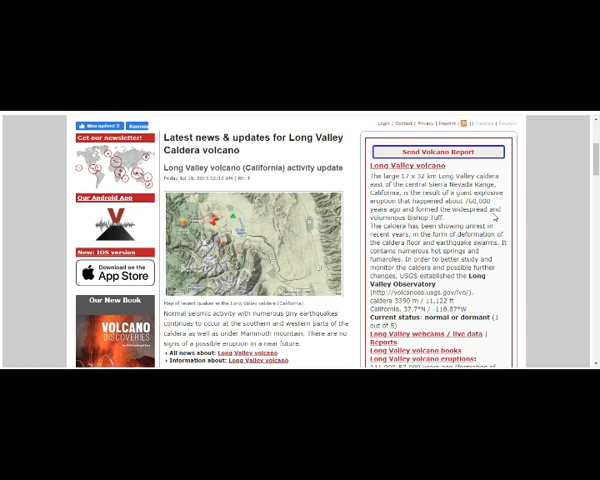 Login | Contact | Privacy | Imprint | || Français | Deutsch
Get our newsletter!
Our Android App
New: iOS version
Download on the
App Store
Our New Book
VOLCANO
DISCOVERIES
Latest news & updates for Long Valley
Caldera volcano
Long Valley volcano (California) activity update
Map of recent quakes at the Long Valley caldera (California)
Normal seismic activity with numerous tiny earthquakes
continues to occur at the southern and western parts of the
caldera as well as under Mammoth mountain. There are no
signs of a possible eruption in a near future.
All news about: Long Valley volcano
Information about: Long Valley volcano
Send Volcano Report
Long Valley volcano
The large 17 x 32 km Long Valley caldera
east of the central Sierra Nevada Range,
California, is the result of a giant explosive
eruption that happened about 760,000
years ago and formed the widespread and
voluminous Bishop Tuff.
The caldera has been showing unrest in
recent years, in the form of deformation of
the caldera floor and earthquake swarms. It
contains numerous hot springs and
fumaroles. In order to better study and
monitor the caldera and possible further
changes, USGS established the Long
Valley Observatory
(http://volcanoes.usgs.gov/lvo/).
caldera 3390 m / 11,122 ft
California, 37.7°N / -118.87°W
Current status: normal or dormant (1
out of 5)
Long Valley webcams / live data |
Reports
Long Valley volcano books
Long Valley volcano eruptions: